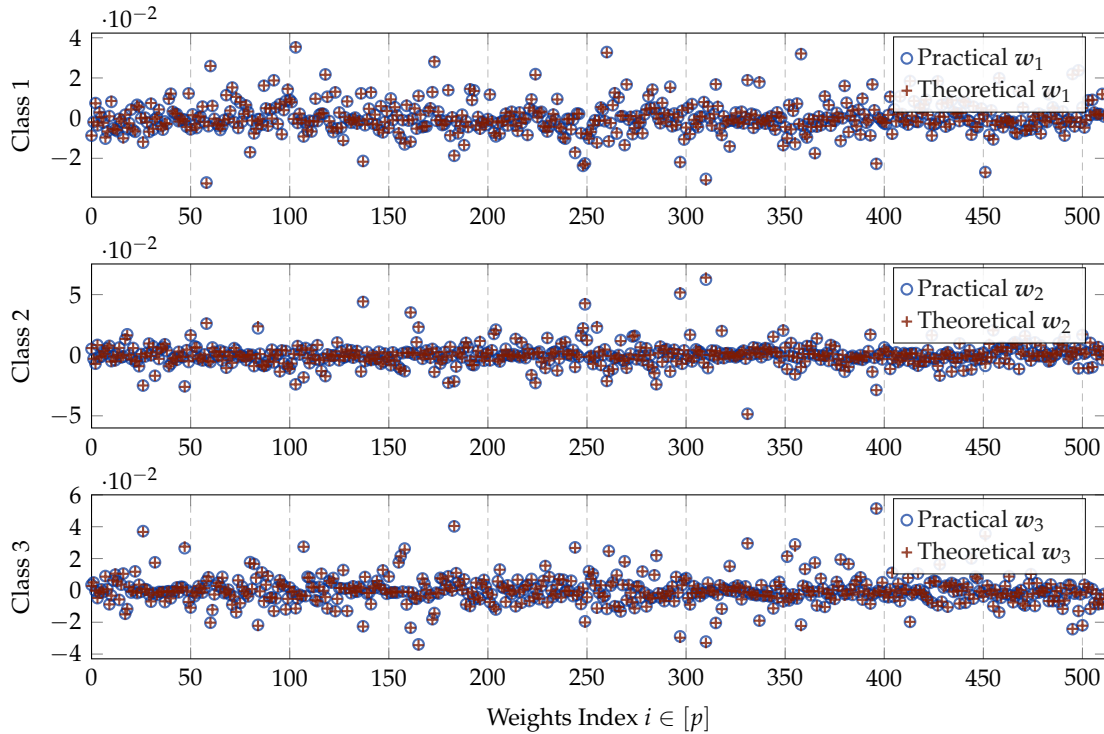 ·10−2
4
2
0
−2
Class 1
Practical w1
Theoretical w1
0 50 100 150 200 250 300 350 400 450 500
·10−2
5
0
−5
Class 2
Practical w2
Theoretical w2
0 50 100 150 200 250 300 350 400 450 500
·10−2
6
4
2
0
−2
−4
Class 3
Practical w3
Theoretical w3
0 50 100 150 200 250 300 350 400 450 500
Weights Index i ∈ [p]